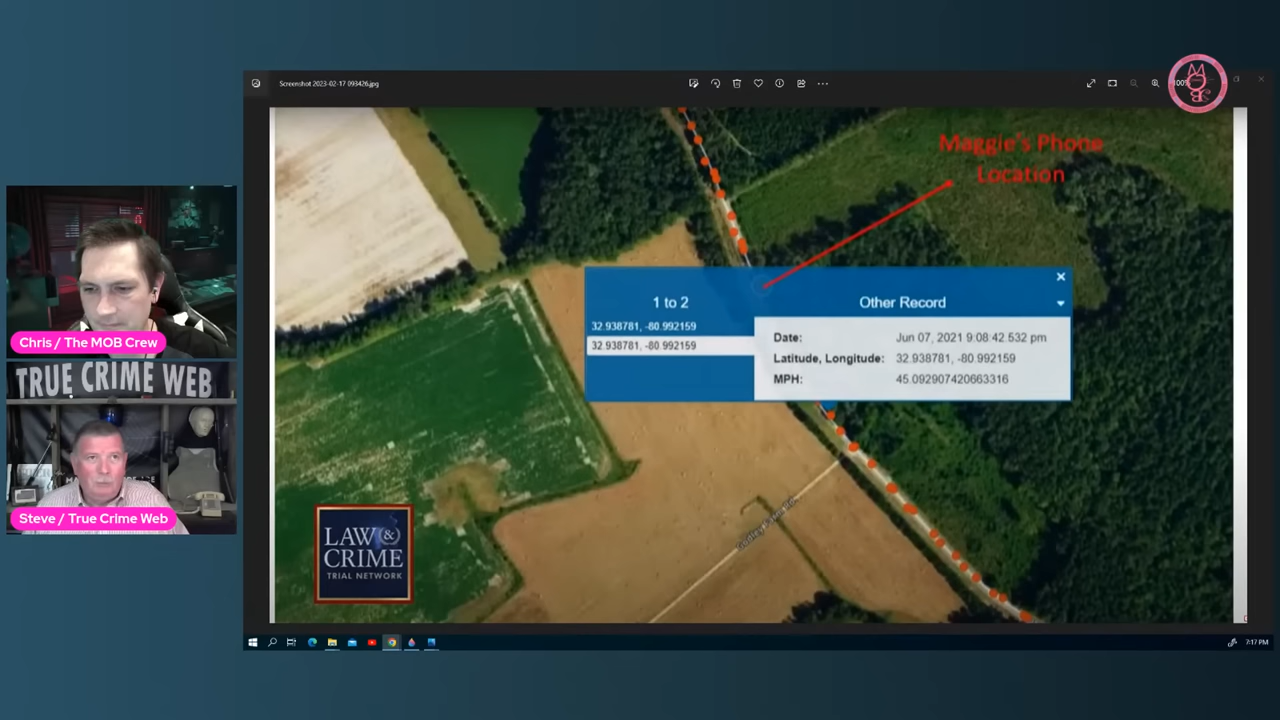 Screenshot 2023-02-17 093426.jpg
100%
Maggie's Phone
Location
1 to 2
32.938781, -80.992159
32.938781, -80.992159
Other Record
Date: Jun 07, 2021 9:08:42.532 pm
Latitude, Longitude: 32.938781, -80.992159
MPH: 45.092907420663316
Chris / The MOB Crew
TRUE CRIME WEB
Steve / True Crime Web
LAW &
CRIME
TRIAL NETWORK
7:17 PM